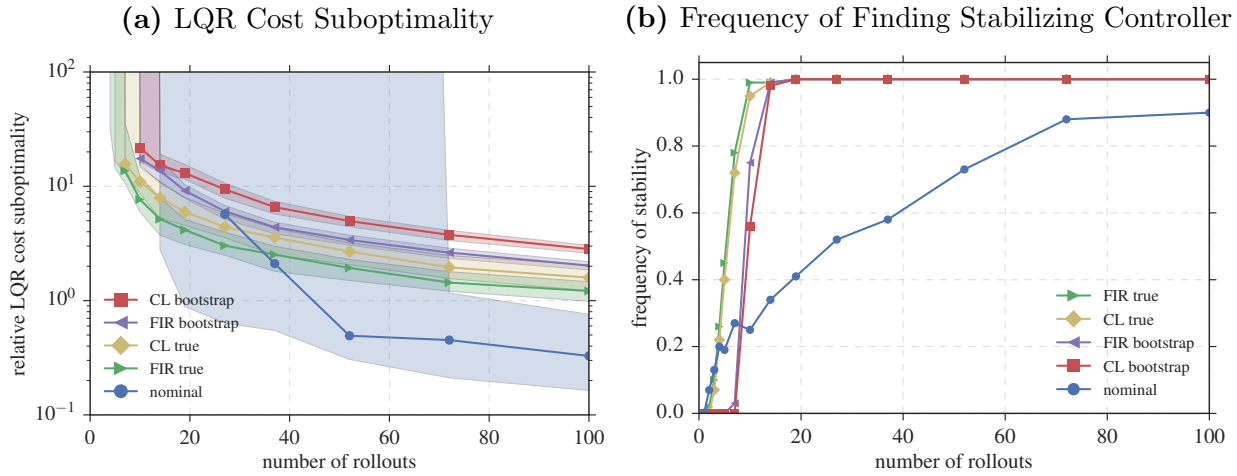 (a) LQR Cost Suboptimality
relative LQR cost suboptimality
10^2
10^1
10^0
10^{-1}
CL bootstrap
FIR bootstrap
CL true
FIR true
nominal
0 20 40 60 80 100
number of rollouts
(b) Frequency of Finding Stabilizing Controller
frequency of stability
1.0
0.8
0.6
0.4
0.2
0.0
FIR true
CL true
FIR bootstrap
CL bootstrap
nominal
0 20 40 60 80 100
number of rollouts